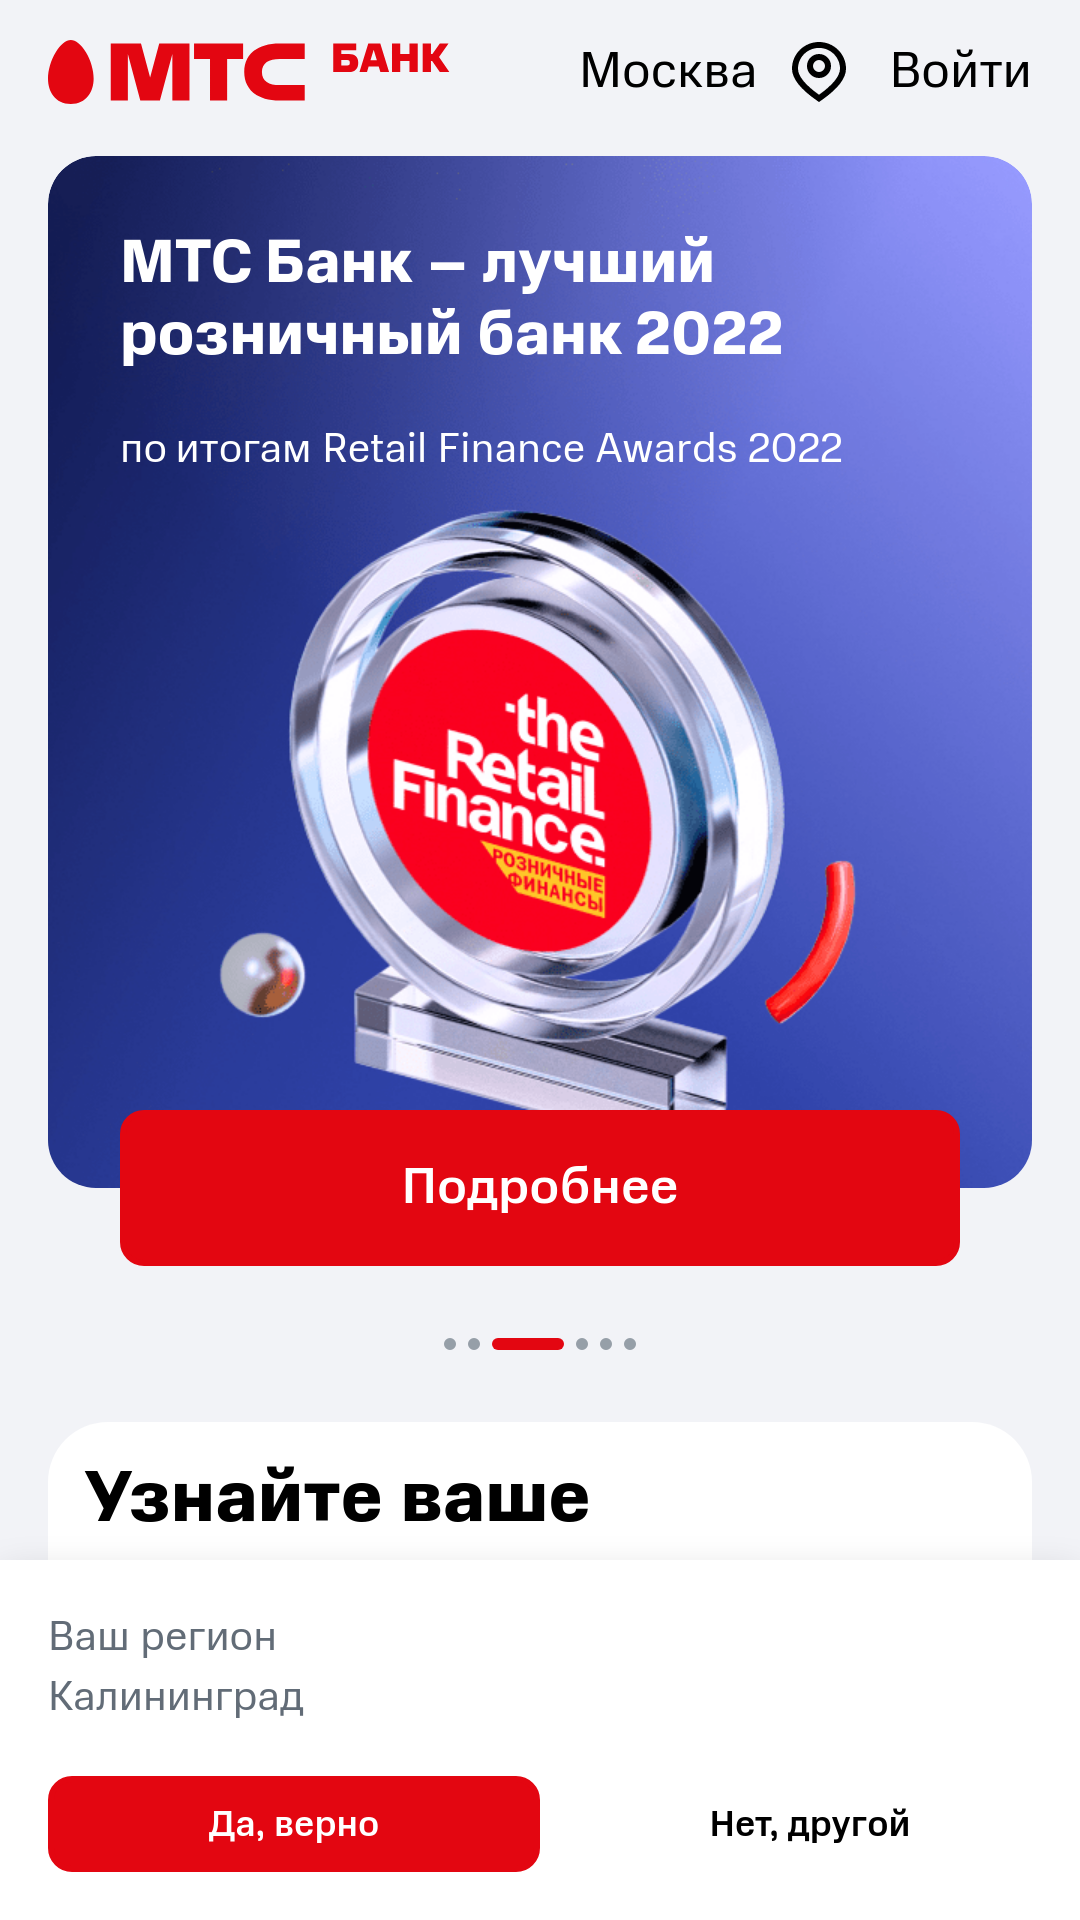 МТС БАНК Москва Войти
МТС Банк – лучший
розничный банк 2022
по итогам Retail Finance Awards 2022
the
Retail
Finance.
РОЗНИЧНЫЕ
ФИНАНСЫ
Подробнее
Узнайте ваше
Ваш регион
Калининград
Да, верно Нет, другой